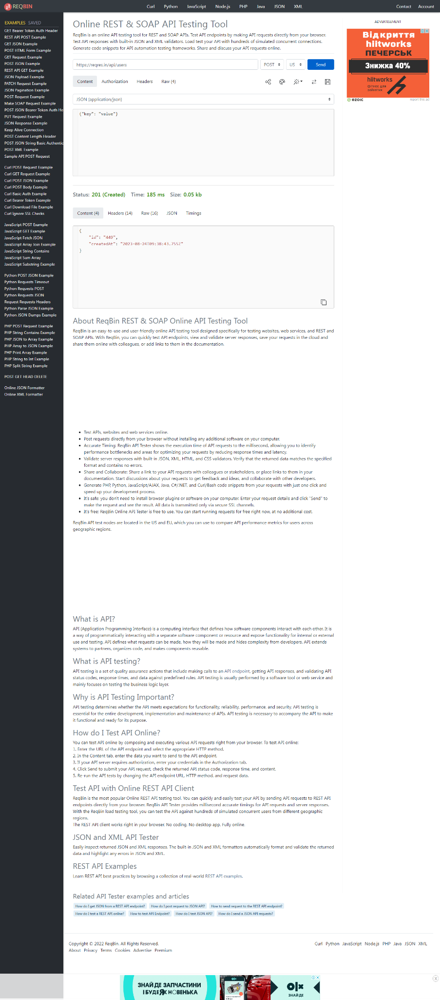 REQBIN
Curl Python JavaScript Node.js PHP Java JSON XML
Contact Account
EXAMPLES SAVED
GET Bearer Token Auth Header
REST API POST Example
GET JSON Example
POST HTML Form Example
GET Request Example
POST JSON Example
REST API GET Example
JSON Payload Example
PATCH Request Example
JSON Pagination Example
POST Request Example
Make SOAP Request Example
POST JSON Bearer Token Auth He
PUT Request Example
JSON Response Example
Keep Alive Connection
POST Content Length Header
POST JSON String Basic Authentic
POST XML Example
Sample API POST Request
Curl POST Request Example
Curl GET Request Example
Curl POST JSON Example
Curl POST Body Example
Curl Basic Auth Example
Curl Bearer Token Example
Curl Download File Example
Curl Ignore SSL Checks
JavaScript POST Example
JavaScript GET Example
JavaScript Fetch JSON
JavaScript Array Join Example
JavaScript String Contains
JavaScript Sum Array
JavaScript Substring Example
Python POST JSON Example
Python Requests Timeout
Python Requests POST
Python Requests JSON
Request Requests Headers
Python Parse JSON Example
Python JSON Dumps Example
PHP POST Request Example
PHP String Contains Example
PHP JSON to Array Example
PHP Array to JSON Example
PHP Print Array Example
PHP String to Int Example
PHP Split String Example
POST GET HEAD DELETE
Online JSON Formatter
Online XML Formatter
Online REST & SOAP API Testing Tool
ReqBin is an online API testing tool for REST and SOAP APIs. Test API endpoints by making API requests directly from your browser.
Test API responses with built-in JSON and XML validators. Load test your API with hundreds of simulated concurrent connections.
Generate code snippets for API automation testing frameworks. Share and discuss your API requests online.
https://reqres.in/api/users
POST US Send
Content Authorization Headers Raw (4)
JSON (application/json)
{"key": "value"}
Status: 201 (Created) Time: 185 ms Size: 0.05 kb
Content (4) Headers (14) Raw (16) JSON Timings
{
"id": "449",
"createdAt": "2023-08-24T09:38:43.755Z"
}
About ReqBin REST & SOAP Online API Testing Tool
ReqBin is an easy-to-use and user-friendly online API testing tool designed specifically for testing websites, web services, and REST and
SOAP APIs. With ReqBin, you can quickly test API endpoints, view and validate server responses, save your requests in the cloud and
share them online with colleagues, or add links to them in the documentation.
Test APIs, websites and web services online.
Post requests directly from your browser without installing any additional software on your computer.
Accurate Timing: ReqBin API Tester shows the execution time of API requests to the millisecond, allowing you to identify
performance bottlenecks and areas for optimizing your requests by reducing response times and latency.
Validate server responses with built-in JSON, XML, HTML, and CSS validators. Verify that the returned data matches the specified
format and contains no errors.
Share and Collaborate: Share a link to your API requests with colleagues or stakeholders, or place links to them in your
documentation. Start discussions about your requests to get feedback and ideas, and collaborate with other developers.
Generate PHP, Python, JavaScript/AJAX, Java, C#/.NET, and Curl/Bash code snippets from your requests with just one click and
speed up your development process.
It's safe: you don't need to install browser plugins or software on your computer. Enter your request details and click "Send" to
make the request and see the result. All data is transmitted only via secure SSL channels.
It's free: ReqBin Online API Tester is free to use. You can start running requests for free right now, at no additional cost.
ReqBin API test nodes are located in the US and EU, which you can use to compare API performance metrics for users across
geographic regions.
What is API?
API (Application Programming Interface) is a computing interface that defines how software components interact with each other. It is
a way of programmatically interacting with a separate software component or resource and expose functionality for internal or external
use and testing. API defines what requests can be made, how they will be made and hides complexity from developers. API extends
systems to partners, organizes code, and makes components reusable.
What is API testing?
API testing is a set of quality assurance actions that include making calls to an API endpoint, getting API responses, and validating API
status codes, response times, and data against predefined rules. API testing is usually performed by a software tool or web service and
mainly focuses on testing the business logic layer.
Why is API Testing Important?
API testing determines whether the API meets expectations for functionality, reliability, performance, and security. API testing is
essential for the entire development, implementation and maintenance of APIs. API testing is necessary to accompany the API to make
it functional and ready for its purpose.
How do I Test API Online?
You can test API online by composing and executing various API requests right from your browser. To test API online:
1. Enter the URL of the API endpoint and select the appropriate HTTP method.
2. In the Content tab, enter the data you want to send to the API endpoint.
3. If your API server requires authorization, enter your credentials in the Authorization tab.
4. Click Send to submit your API request, check the returned API status code, response time, and content.
5. Re-run the API tests by changing the API endpoint URL, HTTP method, and request data.
Test API with Online REST API Client
ReqBin is the most popular Online REST API testing tool. You can quickly and easily test your API by sending API requests to REST API
endpoints directly from your browser. ReqBin API Tester provides millisecond accurate timings for API requests and server responses.
With the ReqBin load testing tool, you can test the API against hundreds of simulated concurrent users from different geographic
regions.
The REST API client works right in your browser. No coding. No desktop app. Fully online.
JSON and XML API Tester
Easily inspect returned JSON and XML responses. The built-in JSON and XML formatters automatically format and validate the returned
data and highlight any errors in JSON and XML.
REST API Examples
Learn REST API best practices by browsing a collection of real-world REST API examples.
Related API Tester examples and articles
How do I get JSON from a REST API endpoint? How do I post request to JSON API? How to send request to the REST API endpoint?
How do I test a REST API online? How to test API Endpoint? How do I test JSON API? How do I send a JSON API requests?
ADVERTISEMENT
Відкриття
hiitworks
ПЕЧЕРСЬК
Знижка 40%
hiitworks
фітнес для
зайнятих
ezoic report this ad
Copyright © 2022 ReqBin. All Rights Reserved.
About Privacy Terms Cookies Advertise Premium
Curl Python JavaScript Node.js PHP Java JSON XML
ЗНАЙ ДЕ ЗАПЧАСТИНИ
І БУДЕ ЯК НОВЕНЬКА
olx
olx
ЗНАЙ ДЕ